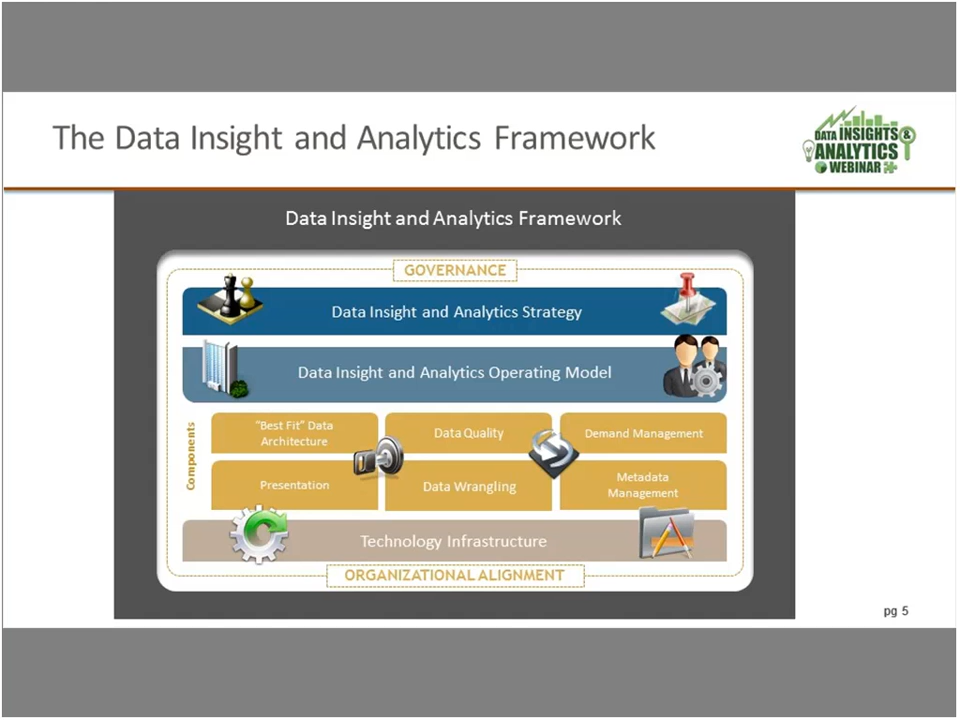 The Data Insight and Analytics Framework
DATA INSIGHTS &
ANALYTICS
WEBINAR
Data Insight and Analytics Framework
GOVERNANCE
Data Insight and Analytics Strategy
Data Insight and Analytics Operating Model
Components
“Best Fit” Data
Architecture
Data Quality
Demand Management
Presentation
Data Wrangling
Metadata
Management
Technology Infrastructure
ORGANIZATIONAL ALIGNMENT
pg 5